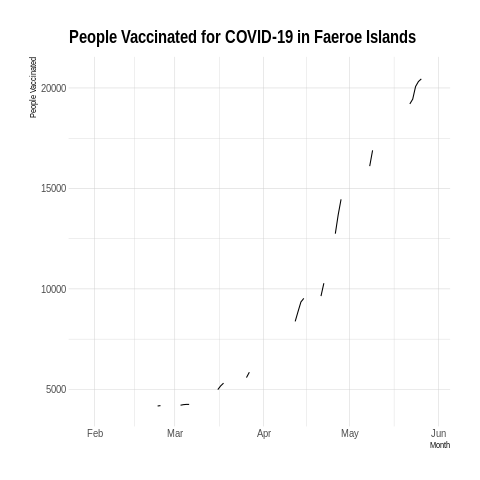 People Vaccinated for COVID-19 in Faeroe Islands
People Vaccinated
20000
15000
10000
5000
Feb Mar Apr May Jun
Month